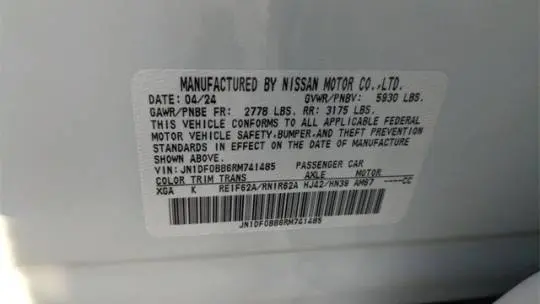 MANUFACTURED BY NISSAN MOTOR CO.,LTD.
DATE: 04/24 GVWR/PNBV: 5930 LBS.
GAWR/PNBE FR: 2778 LBS. RR: 3175 LBS.
THIS VEHICLE CONFORMS TO ALL APPLICABLE FEDERAL
MOTOR VEHICLE SAFETY,BUMPER,AND THEFT PREVENTION
STANDARDS IN EFFECT ON THE DATE OF MANUFACTURE
SHOWN ABOVE.
VIN: JN1DF0BB6RM741485 PASSENGER CAR
COLOR TRIM TRANS AXLE MOTOR
XGA K RE1F62A/RN1R62A HJ42/HN39 AM67 ----CC
JN1DF0BB6RM741485